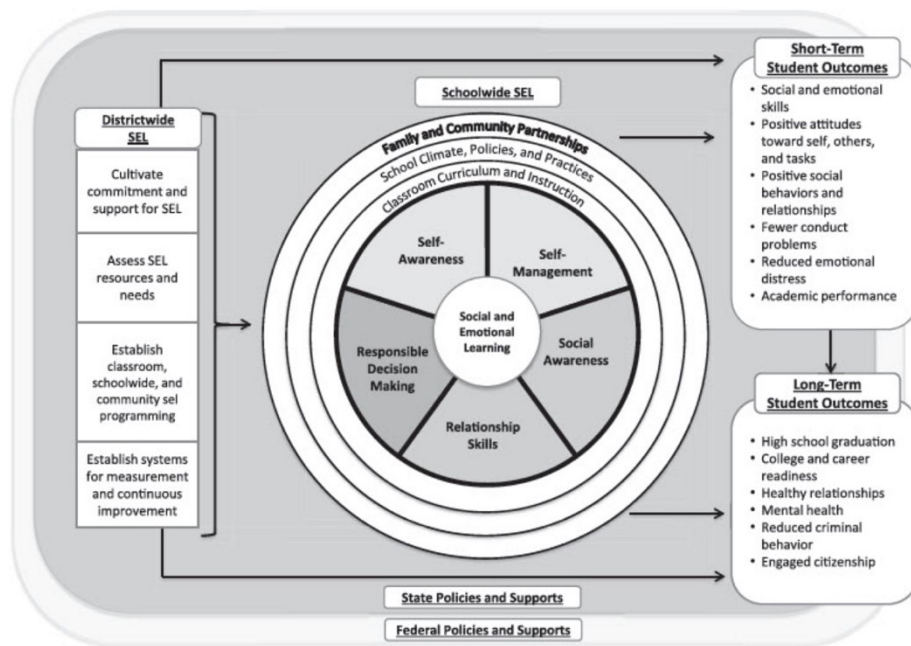 Districtwide
SEL
Cultivate
commitment and
support for SEL
Assess SEL
resources and
needs
Establish
classroom,
schoolwide, and
community sel
programming
Establish systems
for measurement
and continuous
improvement
Schoolwide SEL
Family and Community Partnerships
School Climate, Policies, and Practices
Classroom Curriculum and Instruction
Self-
Awareness
Self-
Management
Social and
Emotional
Learning
Responsible
Decision
Making
Social
Awareness
Relationship
Skills
Short-Term
Student Outcomes
• Social and emotional
skills
• Positive attitudes
toward self, others,
and tasks
• Positive social
behaviors and
relationships
• Fewer conduct
problems
• Reduced emotional
distress
• Academic performance
Long-Term
Student Outcomes
• High school graduation
• College and career
readiness
• Healthy relationships
• Mental health
• Reduced criminal
behavior
• Engaged citizenship
State Policies and Supports
Federal Policies and Supports